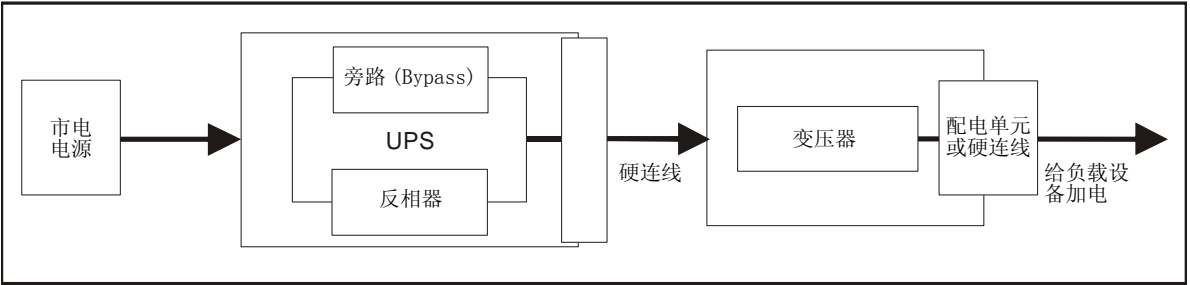 市电
电源
旁路 (Bypass)
UPS
反相器
硬连线
变压器
配电单元
或硬连线
给负载设
备加电